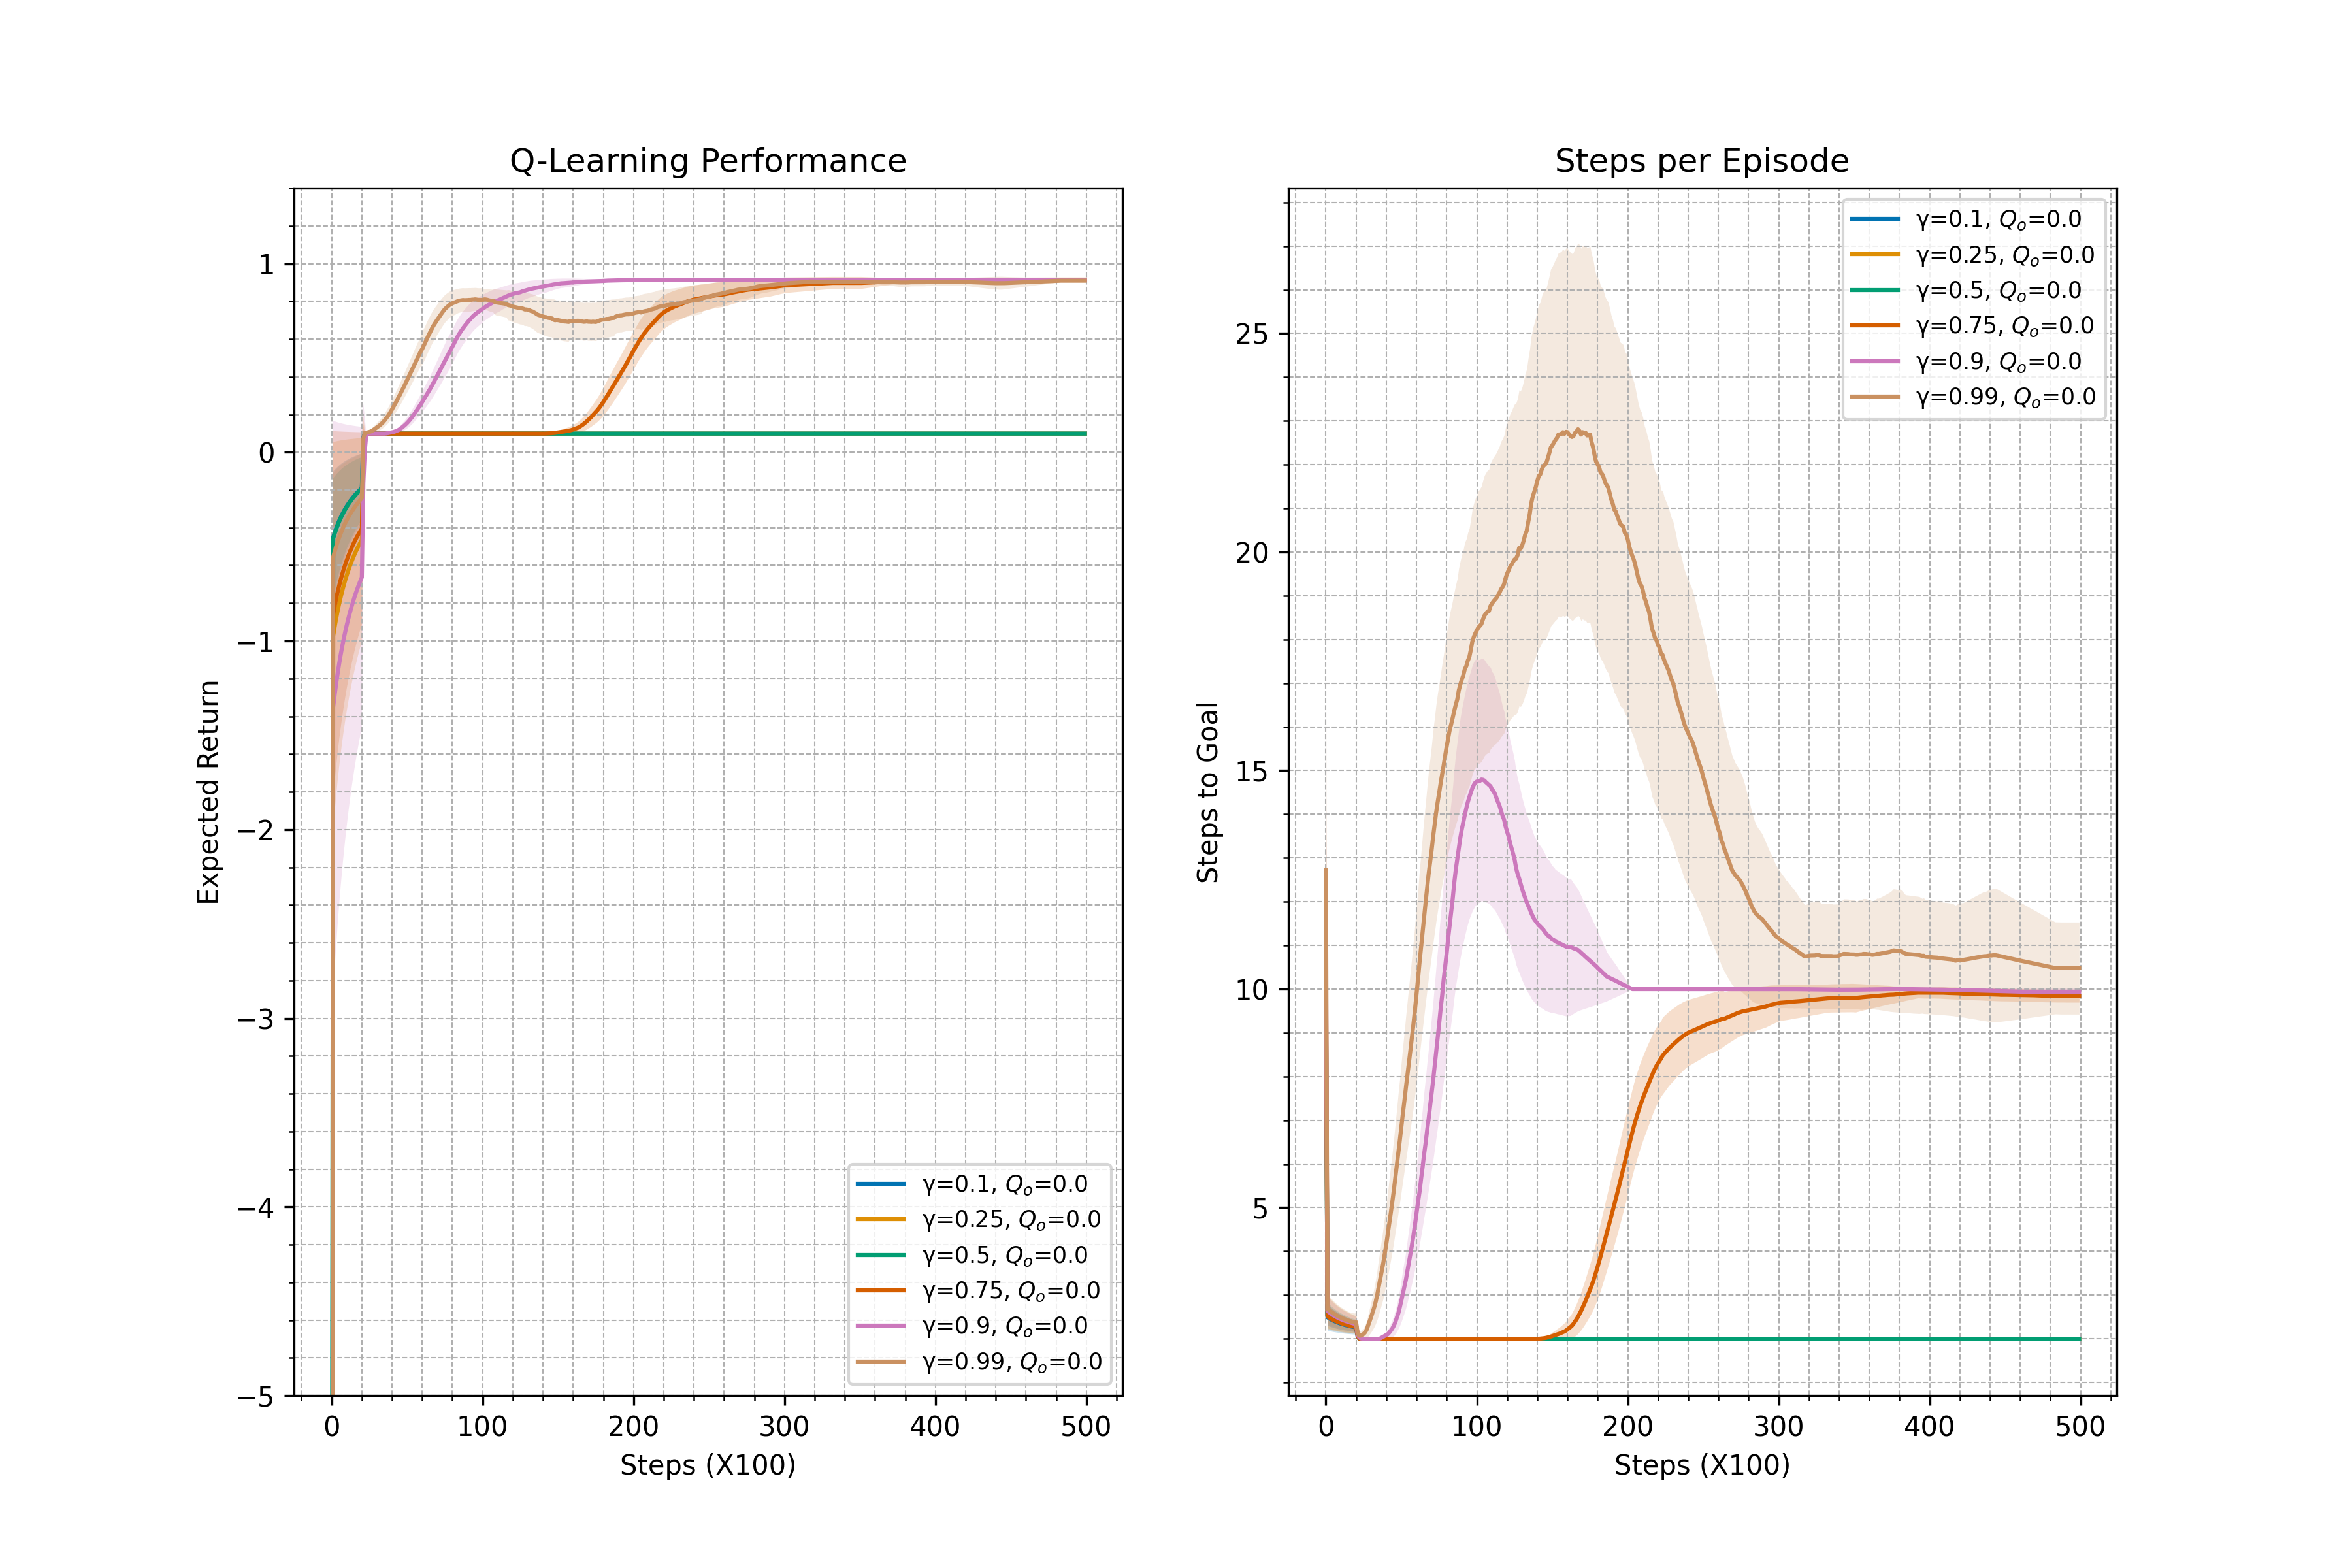 Q-Learning Performance
Expected Return
1
0
−1
−2
−3
−4
−5
0 100 200 300 400 500
Steps (X100)
γ=0.1, Qo=0.0
γ=0.25, Qo=0.0
γ=0.5, Qo=0.0
γ=0.75, Qo=0.0
γ=0.9, Qo=0.0
γ=0.99, Qo=0.0
Steps per Episode
Steps to Goal
25
20
15
10
5
0 100 200 300 400 500
Steps (X100)
γ=0.1, Qo=0.0
γ=0.25, Qo=0.0
γ=0.5, Qo=0.0
γ=0.75, Qo=0.0
γ=0.9, Qo=0.0
γ=0.99, Qo=0.0